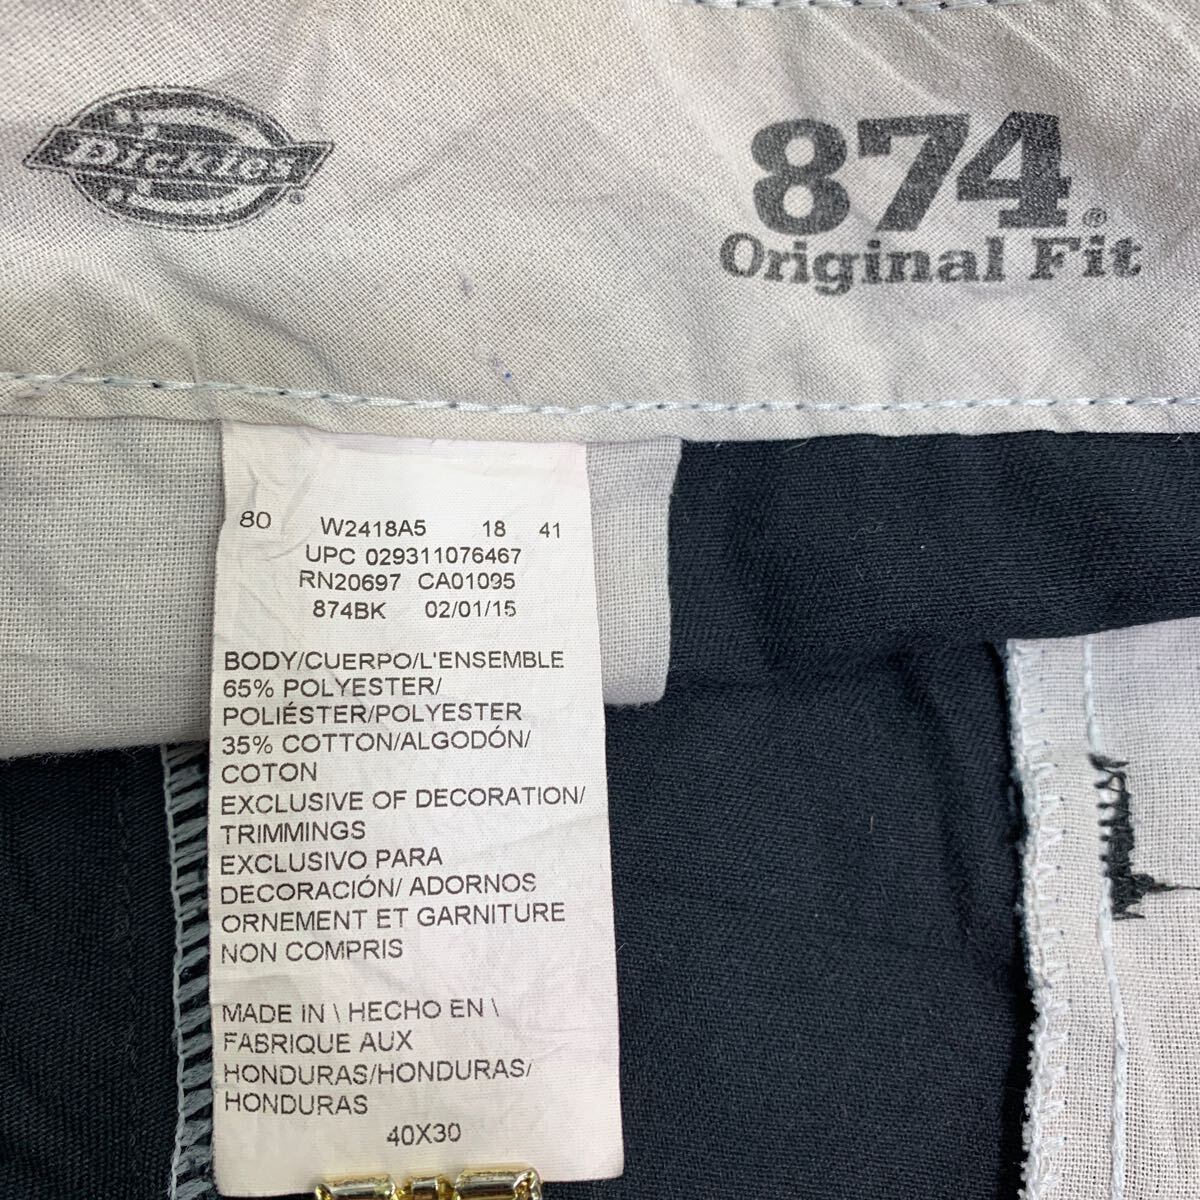 Dickies®
874®
Original Fit
80 W2418A5 18 41
UPC 029311076467
RN20697 CA01095
874BK 02/01/15
BODY/CUERPO/L'ENSEMBLE
65% POLYESTER/
POLIÉSTER/POLYESTER
35% COTTON/ALGODÓN/
COTON
EXCLUSIVE OF DECORATION/
TRIMMINGS
EXCLUSIVO PARA
DECORACIÓN/ ADORNOS
ORNEMENT ET GARNITURE
NON COMPRIS
MADE IN \ HECHO EN \
FABRIQUE AUX
HONDURAS/HONDURAS/
HONDURAS
40X30